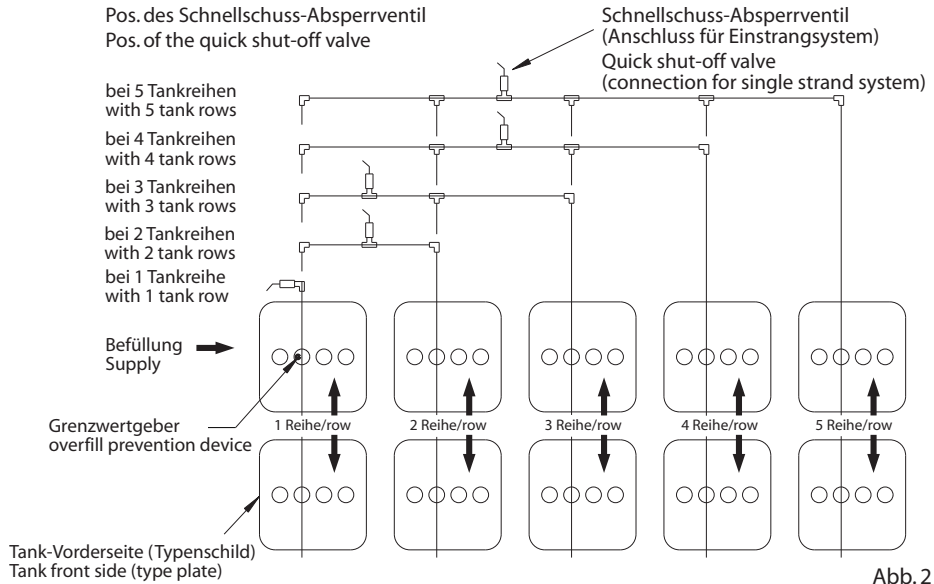 Pos. des Schnellschuss-Absperrventil
Pos. of the quick shut-off valve
Schnellschuss-Absperrventil
(Anschluss für Einstrangsystem)
Quick shut-off valve
(connection for single strand system)
bei 5 Tankreihen
with 5 tank rows
bei 4 Tankreihen
with 4 tank rows
bei 3 Tankreihen
with 3 tank rows
bei 2 Tankreihen
with 2 tank rows
bei 1 Tankreihe
with 1 tank row
Befüllung
Supply
Grenzwertgeber
overfill prevention device
1 Reihe/row
2 Reihe/row
3 Reihe/row
4 Reihe/row
5 Reihe/row
Tank-Vorderseite (Typenschild)
Tank front side (type plate)
Abb. 2